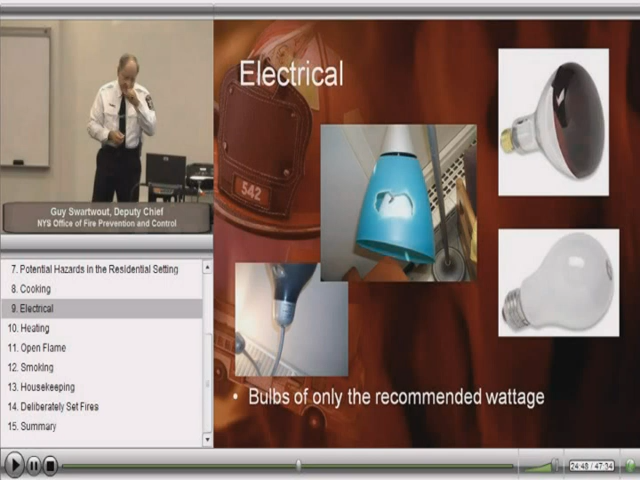 Electrical
542
Guy Swartwout, Deputy Chief
NYS Office of Fire Prevention and Control
7. Potential Hazards in the Residential Setting
8. Cooking
9. Electrical
10. Heating
11. Open Flame
12. Smoking
13. Housekeeping
14. Deliberately Set Fires
15. Summary
• Bulbs of only the recommended wattage
24:48 / 47:34